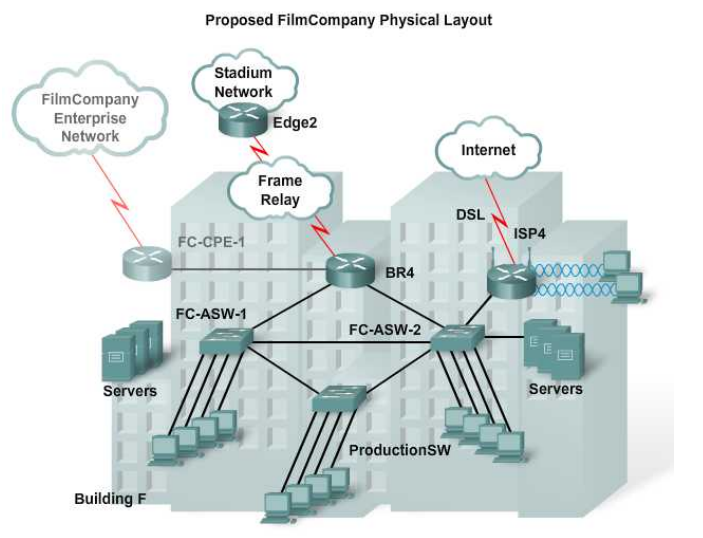 Proposed FilmCompany Physical Layout
Stadium
Network
FilmCompany
Enterprise
Network
Edge2
Internet
Frame
Relay
DSL
ISP4
FC-CPE-1
BR4
FC-ASW-1
FC-ASW-2
Servers
Servers
ProductionSW
Building F